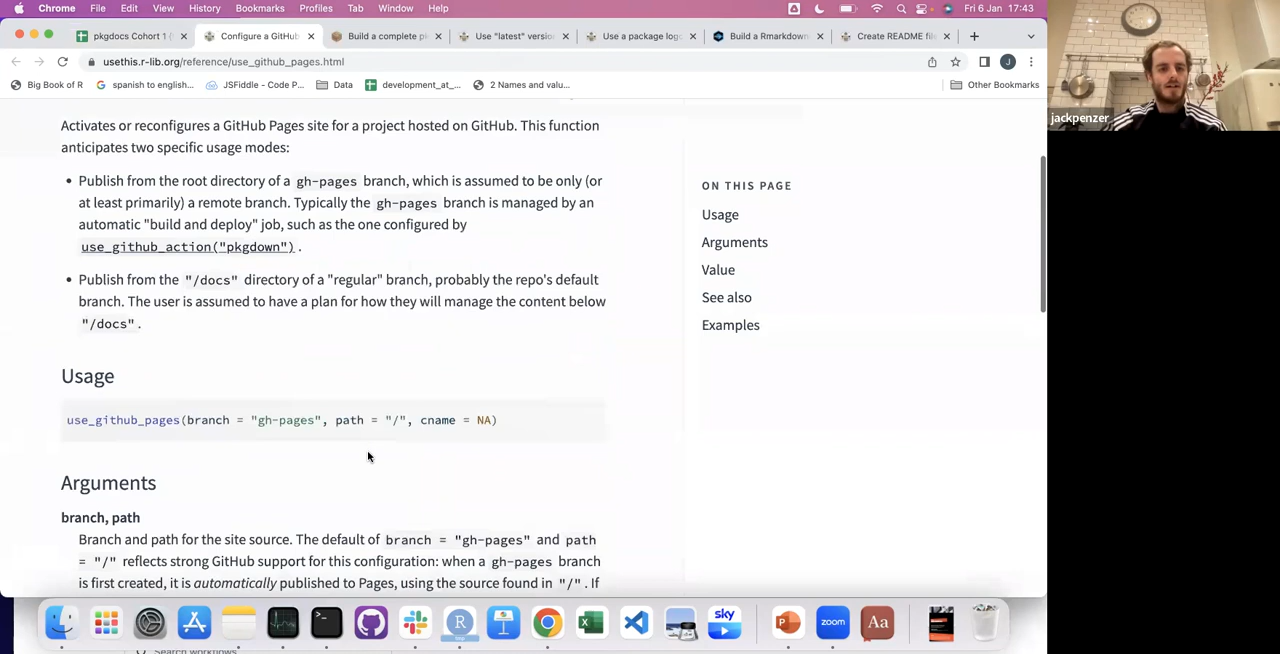 Chrome File Edit View History Bookmarks Profiles Tab Window Help Fri 6 Jan 17:43
pkgdocs Cohort 1 ( Configure a GitHub Build a complete p Use "latest" versio Use a package log Build a Rmarkdown Create README file
usethis.r-lib.org/reference/use_github_pages.html J
Big Book of R spanish to english... JSFiddle - Code P... Data development_at_... 2 Names and valu... Other Bookmarks
jackpenzer
Activates or reconfigures a GitHub Pages site for a project hosted on GitHub. This function
anticipates two specific usage modes:
• Publish from the root directory of a gh-pages branch, which is assumed to be only (or
at least primarily) a remote branch. Typically the gh-pages branch is managed by an
automatic "build and deploy" job, such as the one configured by
use_github_action("pkgdown") .
• Publish from the "/docs" directory of a "regular" branch, probably the repo's default
branch. The user is assumed to have a plan for how they will manage the content below
"/docs" .
Usage
use_github_pages(branch = "gh-pages", path = "/", cname = NA)
Arguments
branch, path
Branch and path for the site source. The default of branch = "gh-pages" and path
= "/" reflects strong GitHub support for this configuration: when a gh-pages branch
is first created, it is automatically published to Pages, using the source found in "/" . If
ON THIS PAGE
Usage
Arguments
Value
See also
Examples
sky
zoom
Aa
Search workflows